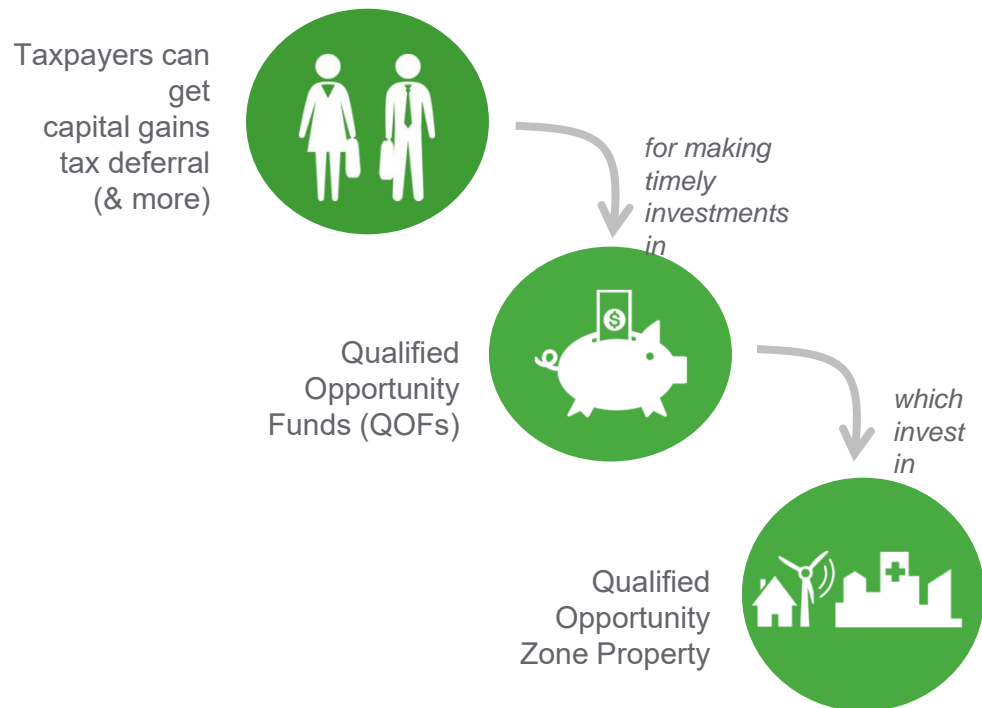 Taxpayers can
get
capital gains
tax deferral
(& more)
for making
timely
investments
in
$
Qualified
Opportunity
Funds (QOFs)
which
invest
in
Qualified
Opportunity
Zone Property